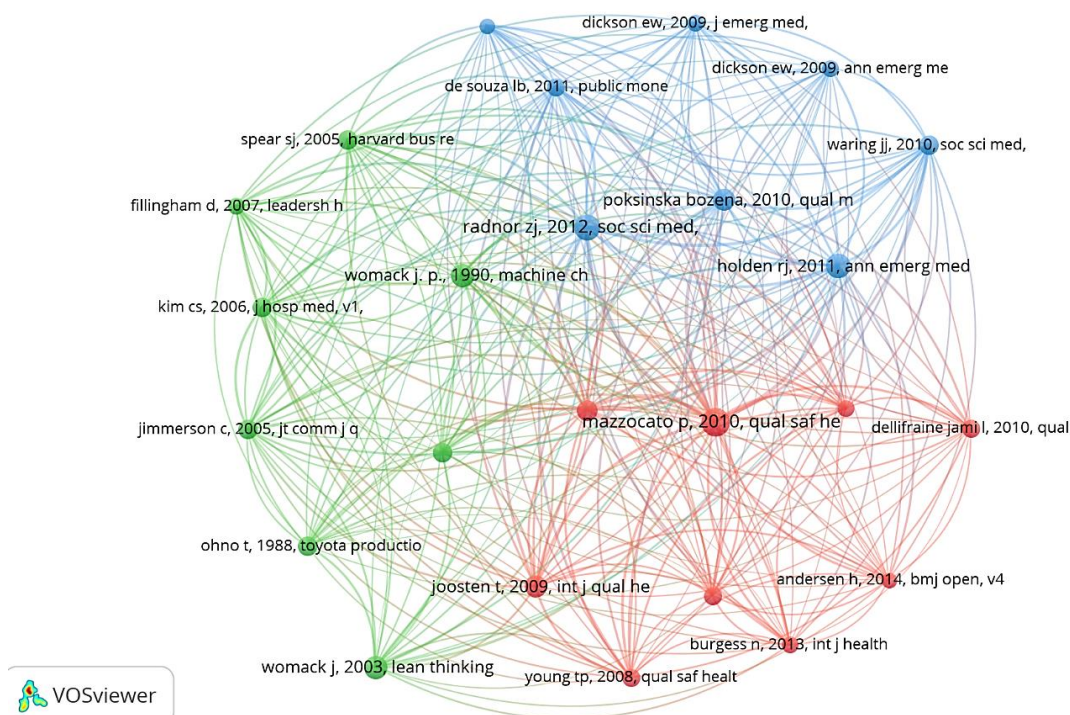 dickson ew, 2009, j emerg med,
dickson ew, 2009, ann emerg me
de souza lb, 2011, public mone
spear sj, 2005, harvard bus re
waring jj, 2010, soc sci med,
fillingham d, 2007, leadersh h
poksinska bozena, 2010, qual m
radnor zj, 2012, soc sci med,
holden rj, 2011, ann emerg med
womack j. p., 1990, machine ch
kim cs, 2006, j hosp med, v1,
mazzocato p, 2010, qual saf he
dellifraine jami l, 2010, qual
jimmerson c, 2005, jt comm j q
ohno t, 1988, toyota productio
andersen h, 2014, bmj open, v4
joosten t, 2009, int j qual he
burgess n, 2013, int j health
womack j, 2003, lean thinking
young tp, 2008, qual saf healt
VOSviewer